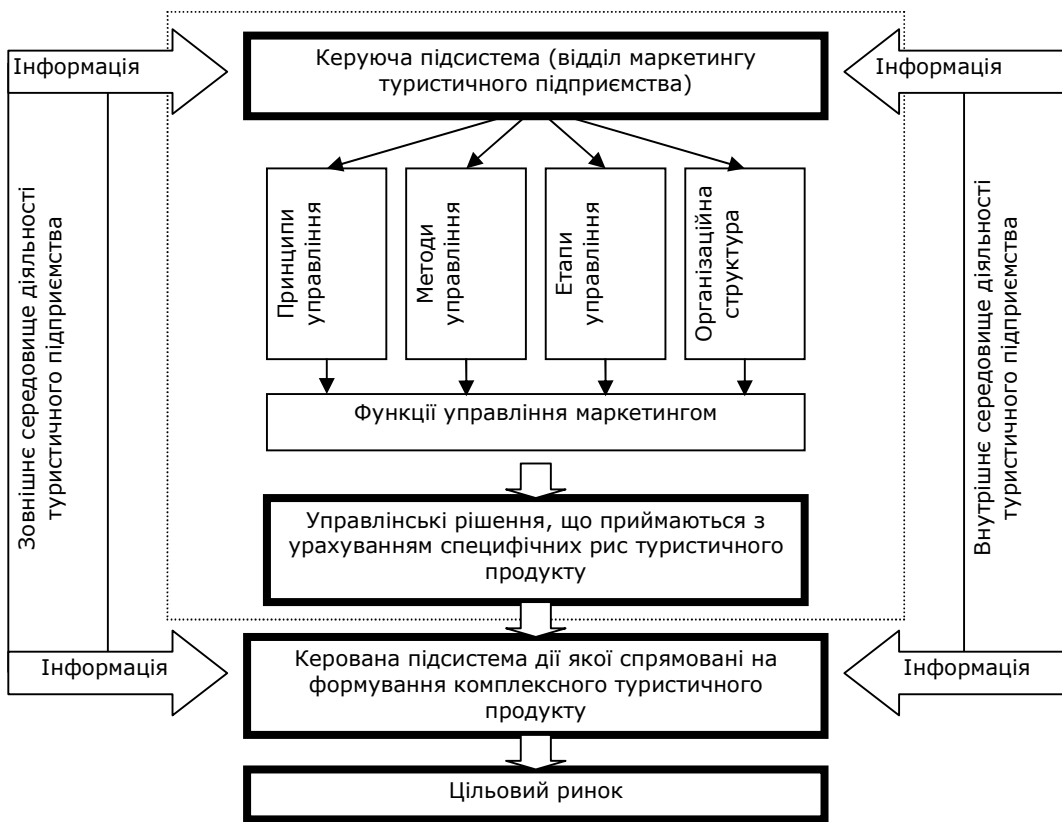 Інформація
Керуюча підсистема (відділ маркетингу
туристичного підприємства)
Інформація
Зовнішнє середовище діяльності
туристичного підприємства
Принципи
управління
Методи
управління
Етапи
управління
Організаційна
структура
Внутрішнє середовище діяльності
туристичного підприємства
Функції управління маркетингом
Управлінські рішення, що приймаються з
урахуванням специфічних рис туристичного
продукту
Інформація
Керована підсистема дії якої спрямовані на
формування комплексного туристичного
продукту
Інформація
Цільовий ринок